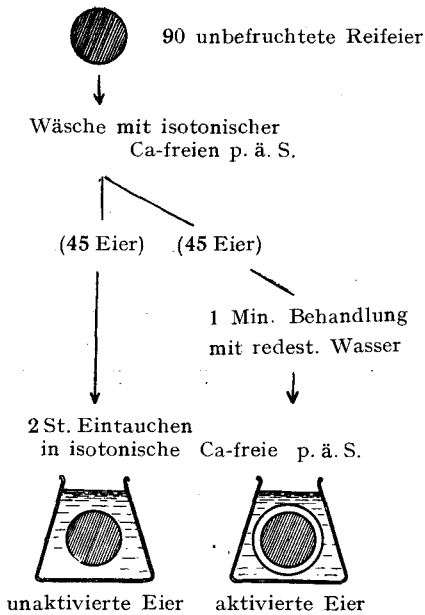 90 unbefruchtete Reifeier
Wäsche mit isotonischer
Ca-freien p. ä. S.
(45 Eier) (45 Eier)
1 Min. Behandlung
mit redest. Wasser
2 St. Eintauchen
in isotonische Ca-freie p. ä. S.
unaktivierte Eier aktivierte Eier